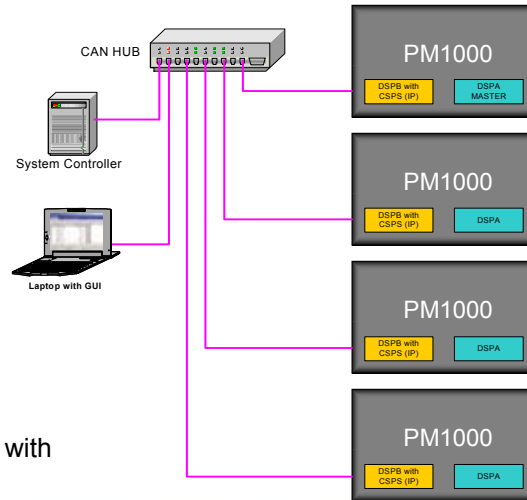 CAN HUB
System Controller
Laptop with GUI
with
PM1000
DSPB with
CSPS (IP)
DSPA
MASTER
PM1000
DSPB with
CSPS (IP)
DSPA
PM1000
DSPB with
CSPS (IP)
DSPA
PM1000
DSPB with
CSPS (IP)
DSPA